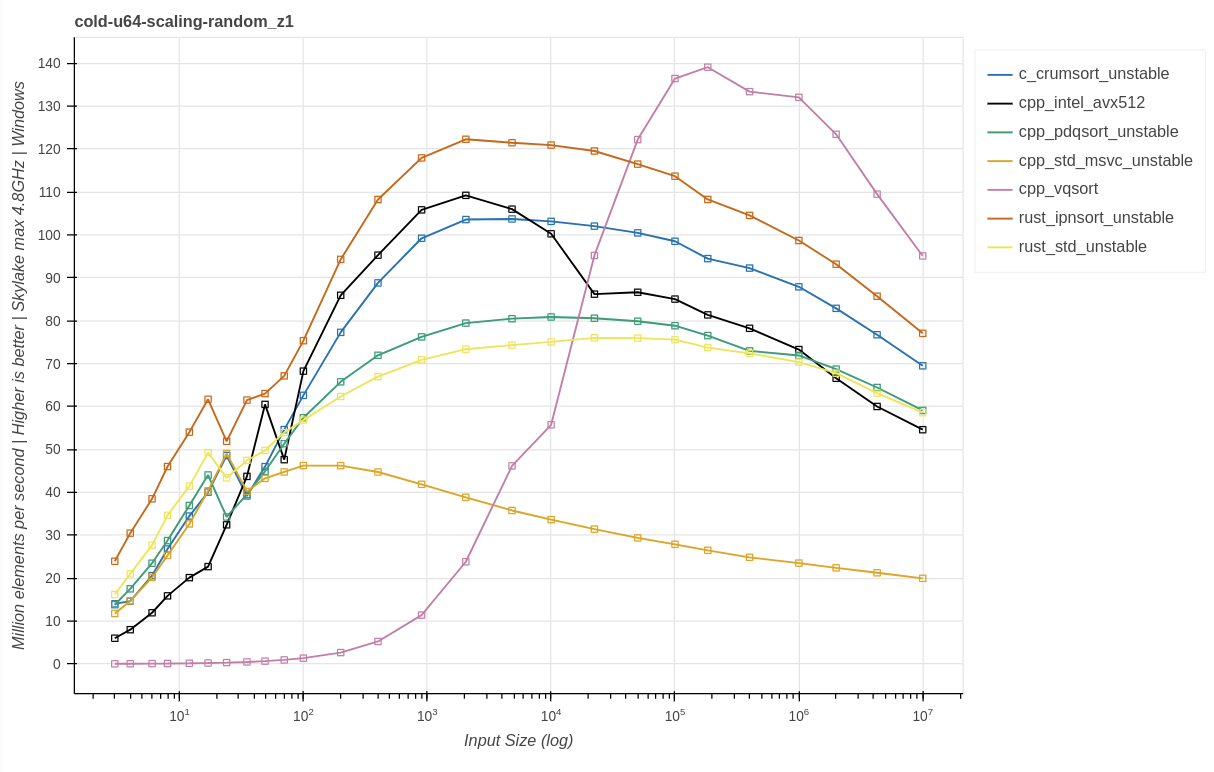 cold-u64-scaling-random_z1
Million elements per second | Higher is better | Skylake max 4.8GHz | Windows
140
130
120
110
100
90
80
70
60
50
40
30
20
10
0
10¹ 10² 10³ 10⁴ 10⁵ 10⁶ 10⁷
Input Size (log)
c_crumsort_unstable
cpp_intel_avx512
cpp_pdqsort_unstable
cpp_std_msvc_unstable
cpp_vqsort
rust_ipnsort_unstable
rust_std_unstable